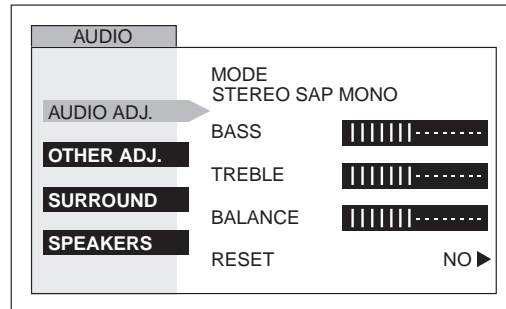 AUDIO
AUDIO ADJ.
OTHER ADJ.
SURROUND
SPEAKERS
MODE
STEREO SAP MONO
BASS
TREBLE
BALANCE
RESET NO